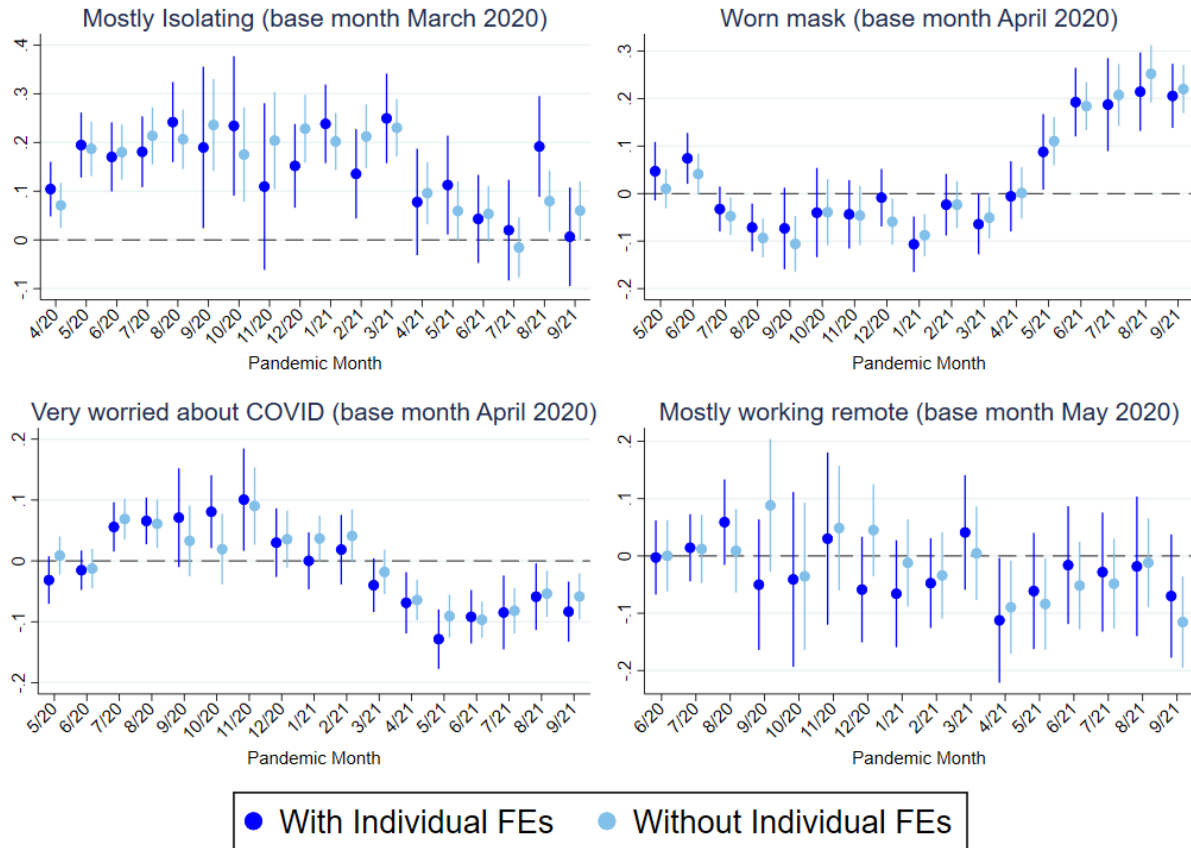 Mostly Isolating (base month March 2020)
.4
.3
.2
.1
0
-.1
4/20 5/20 6/20 7/20 8/20 9/20 10/20 11/20 12/20 1/21 2/21 3/21 4/21 5/21 6/21 7/21 8/21 9/21
Pandemic Month
Worn mask (base month April 2020)
.3
.2
.1
0
-.1
-.2
5/20 6/20 7/20 8/20 9/20 10/20 11/20 12/20 1/21 2/21 3/21 4/21 5/21 6/21 7/21 8/21 9/21
Pandemic Month
Very worried about COVID (base month April 2020)
.2
.1
0
-.1
-.2
5/20 6/20 7/20 8/20 9/20 10/20 11/20 12/20 1/21 2/21 3/21 4/21 5/21 6/21 7/21 8/21 9/21
Pandemic Month
Mostly working remote (base month May 2020)
.2
.1
0
-.1
-.2
6/20 7/20 8/20 9/20 10/20 11/20 12/20 1/21 2/21 3/21 4/21 5/21 6/21 7/21 8/21 9/21
Pandemic Month
With Individual FEs
Without Individual FEs